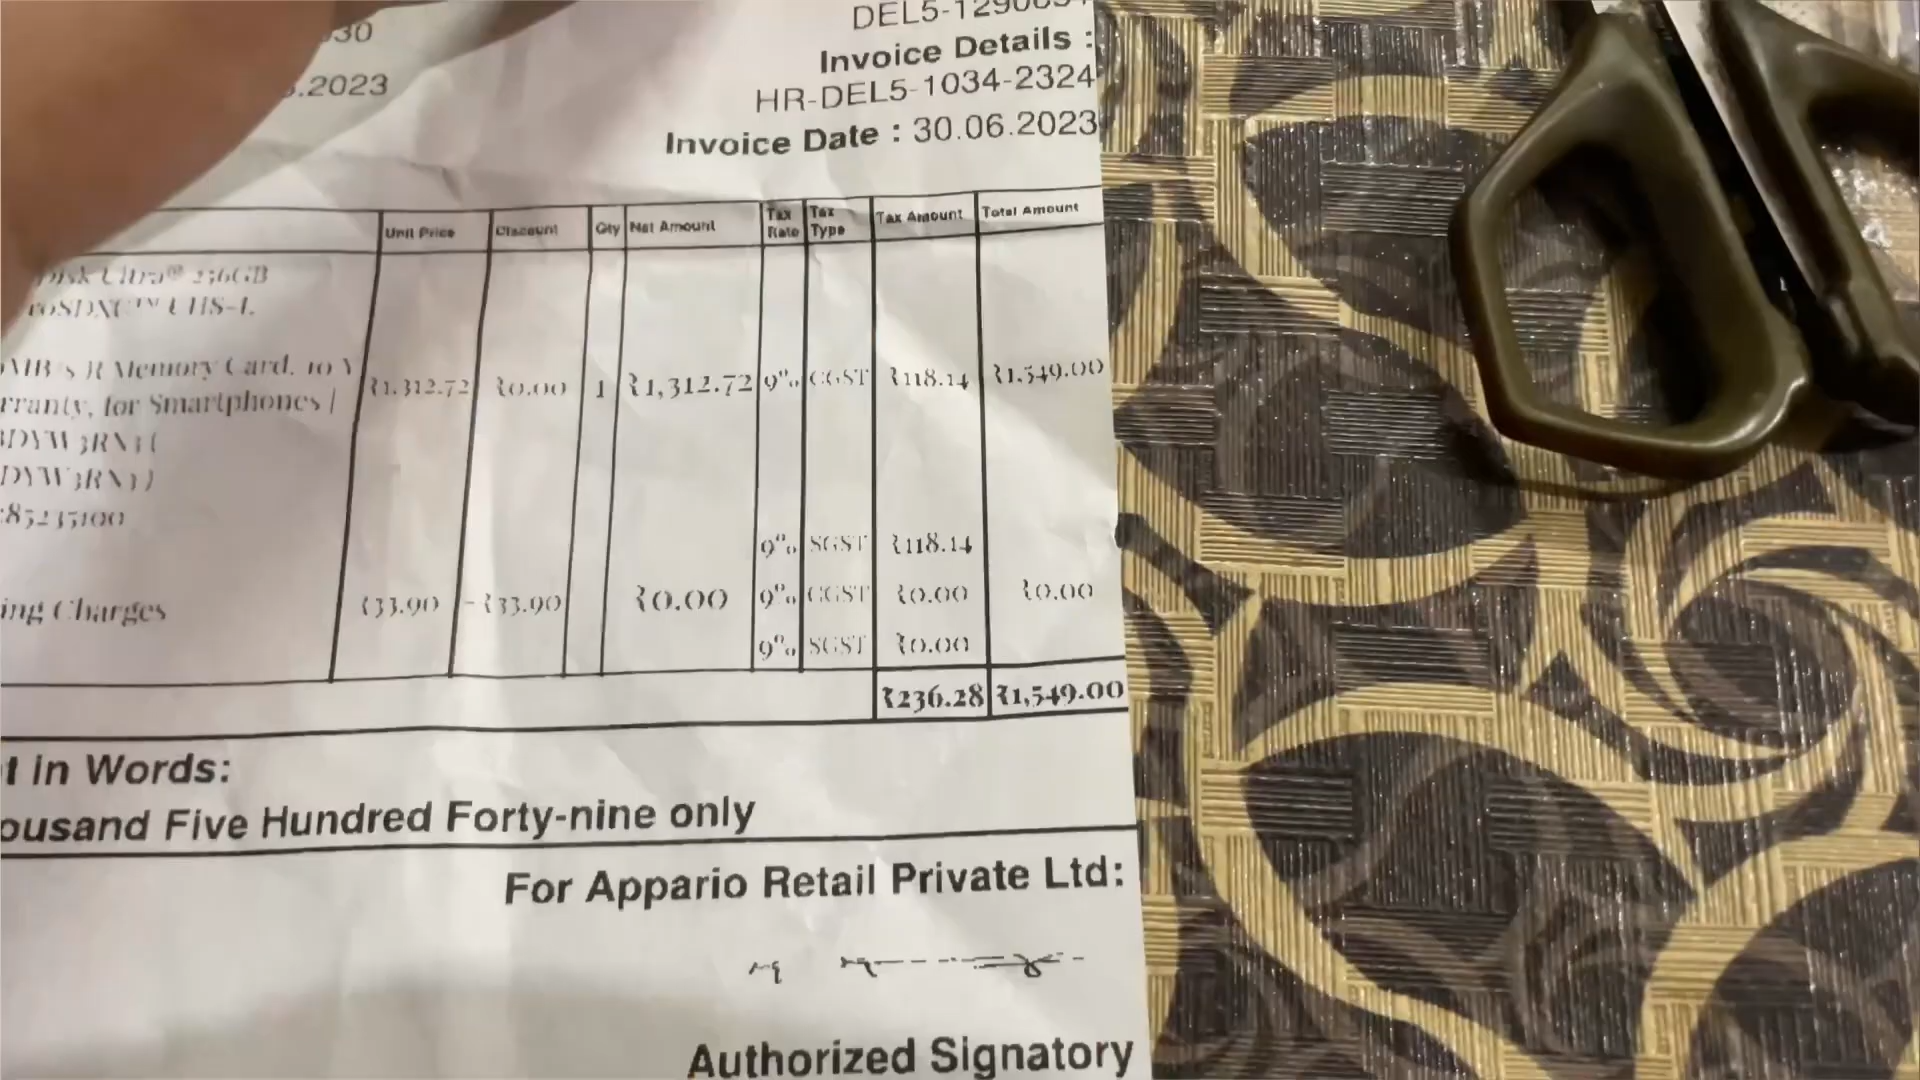 30
.2023
DEL5-129
Invoice Details :
HR-DEL5-1034-2324
Invoice Date : 30.06.2023
Unit Price Discount Qty Net Amount Tax Rate Tax Type Tax Amount Total Amount
Disk Ultra® 256GB
roSDXC™ UHS-I,
MB/s R Memory Card, 10 Y
rranty, for Smartphones |
₹1,312.72 ₹0.00 1 ₹1,312.72 9% CGST ₹118.14 ₹1,549.00
:85235100
9% SGST ₹118.14
ing Charges ₹33.90 -₹33.90 ₹0.00 9% CGST ₹0.00 ₹0.00
9% SGST ₹0.00
₹236.28 ₹1,549.00
t in Words:
ousand Five Hundred Forty-nine only
For Appario Retail Private Ltd:
Authorized Signatory